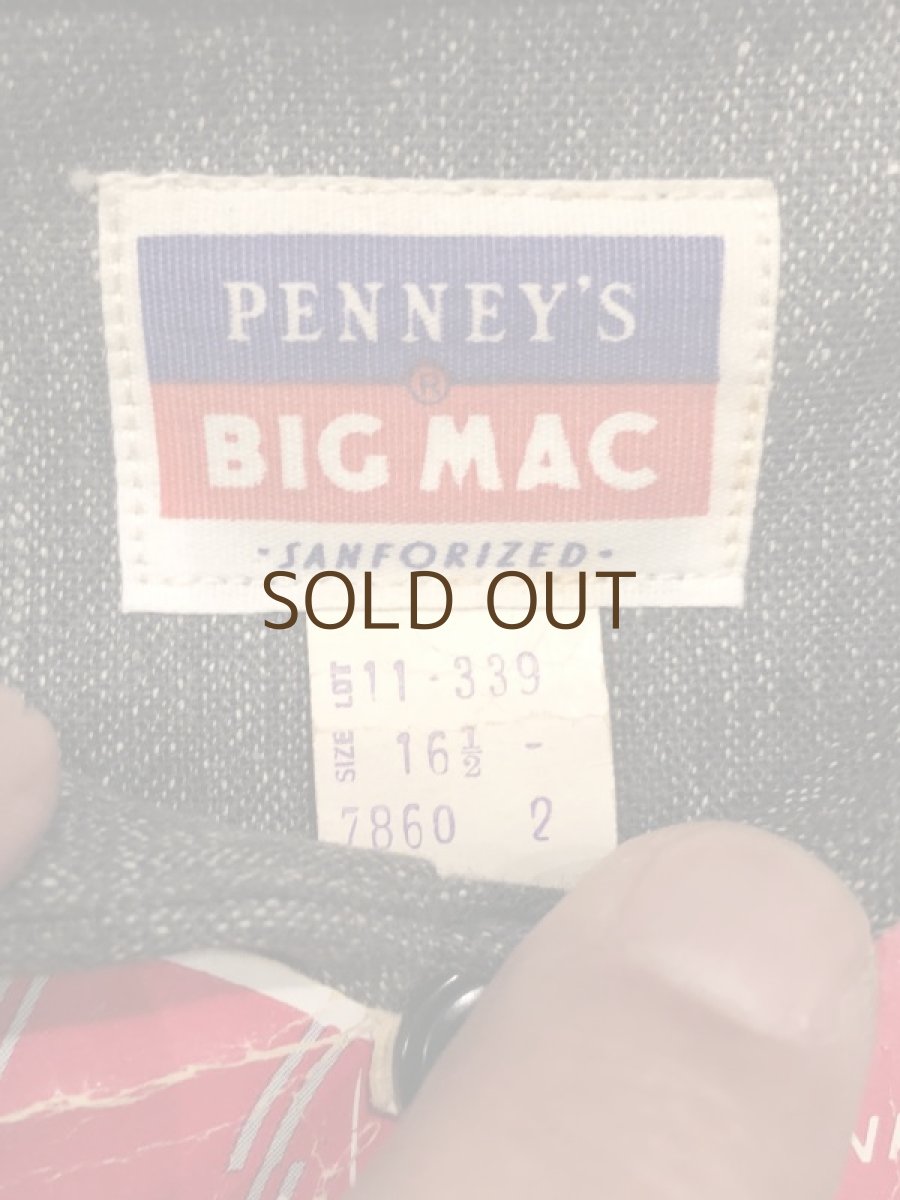 PENNEY'S
®
BIG MAC
·SANFORIZED·
SOLD OUT
LOT 11-339
SIZE 16½ -
7860 2